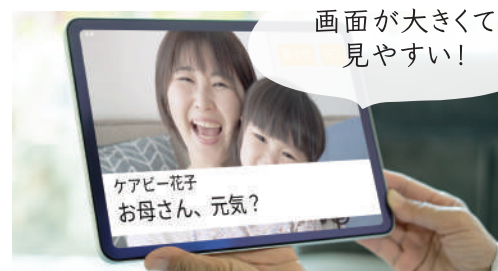 画面が大きくて
見やすい！
ケアビー花子
お母さん、元気？